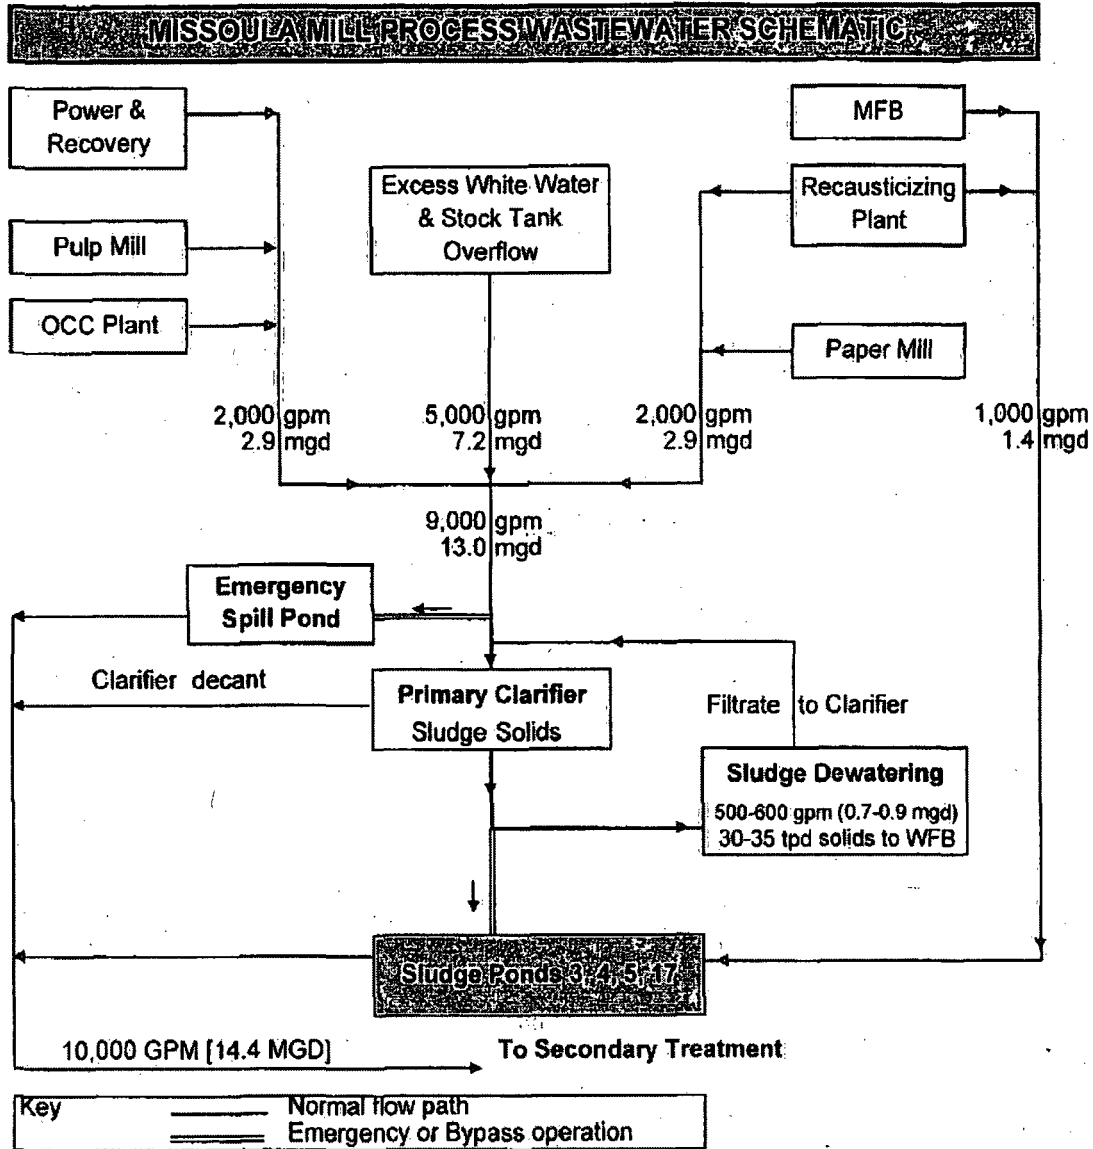 MISSOULA MILL PROCESS WASTEWATER SCHEMATIC
Power &
Recovery
MFB
Excess White Water
& Stock Tank
Overflow
Recausticizing
Plant
Pulp Mill
OCC Plant
Paper Mill
2,000 gpm
2.9 mgd
5,000 gpm
7.2 mgd
2,000 gpm
2.9 mgd
1,000 gpm
1.4 mgd
9,000 gpm
13.0 mgd
Emergency
Spill Pond
Clarifier decant
Primary Clarifier
Sludge Solids
Filtrate to Clarifier
Sludge Dewatering
500-600 gpm (0.7-0.9 mgd)
30-35 tpd solids to WFB
Sludge Ponds 3, 4, 5, 17
10,000 GPM [14.4 MGD]
To Secondary Treatment
Key
Normal flow path
Emergency or Bypass operation